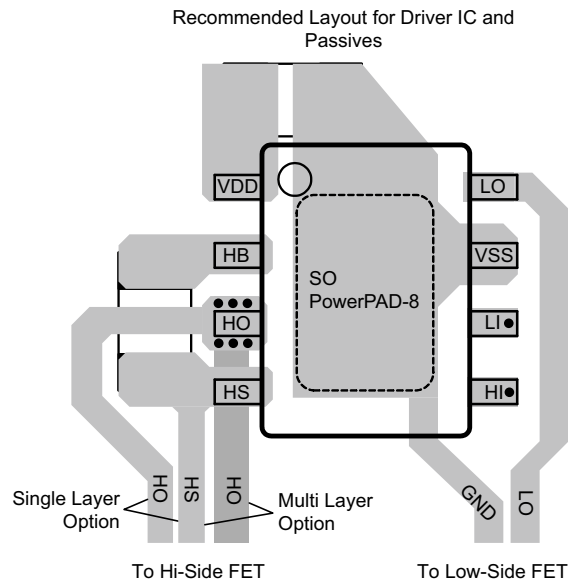 Recommended Layout for Driver IC and
Passives
VDD
LO
HB
VSS
SO
PowerPAD-8
HO
LI
HS
HI
Single Layer
Option
HO
HS
HO
Multi Layer
Option
GND
LO
To Hi-Side FET
To Low-Side FET